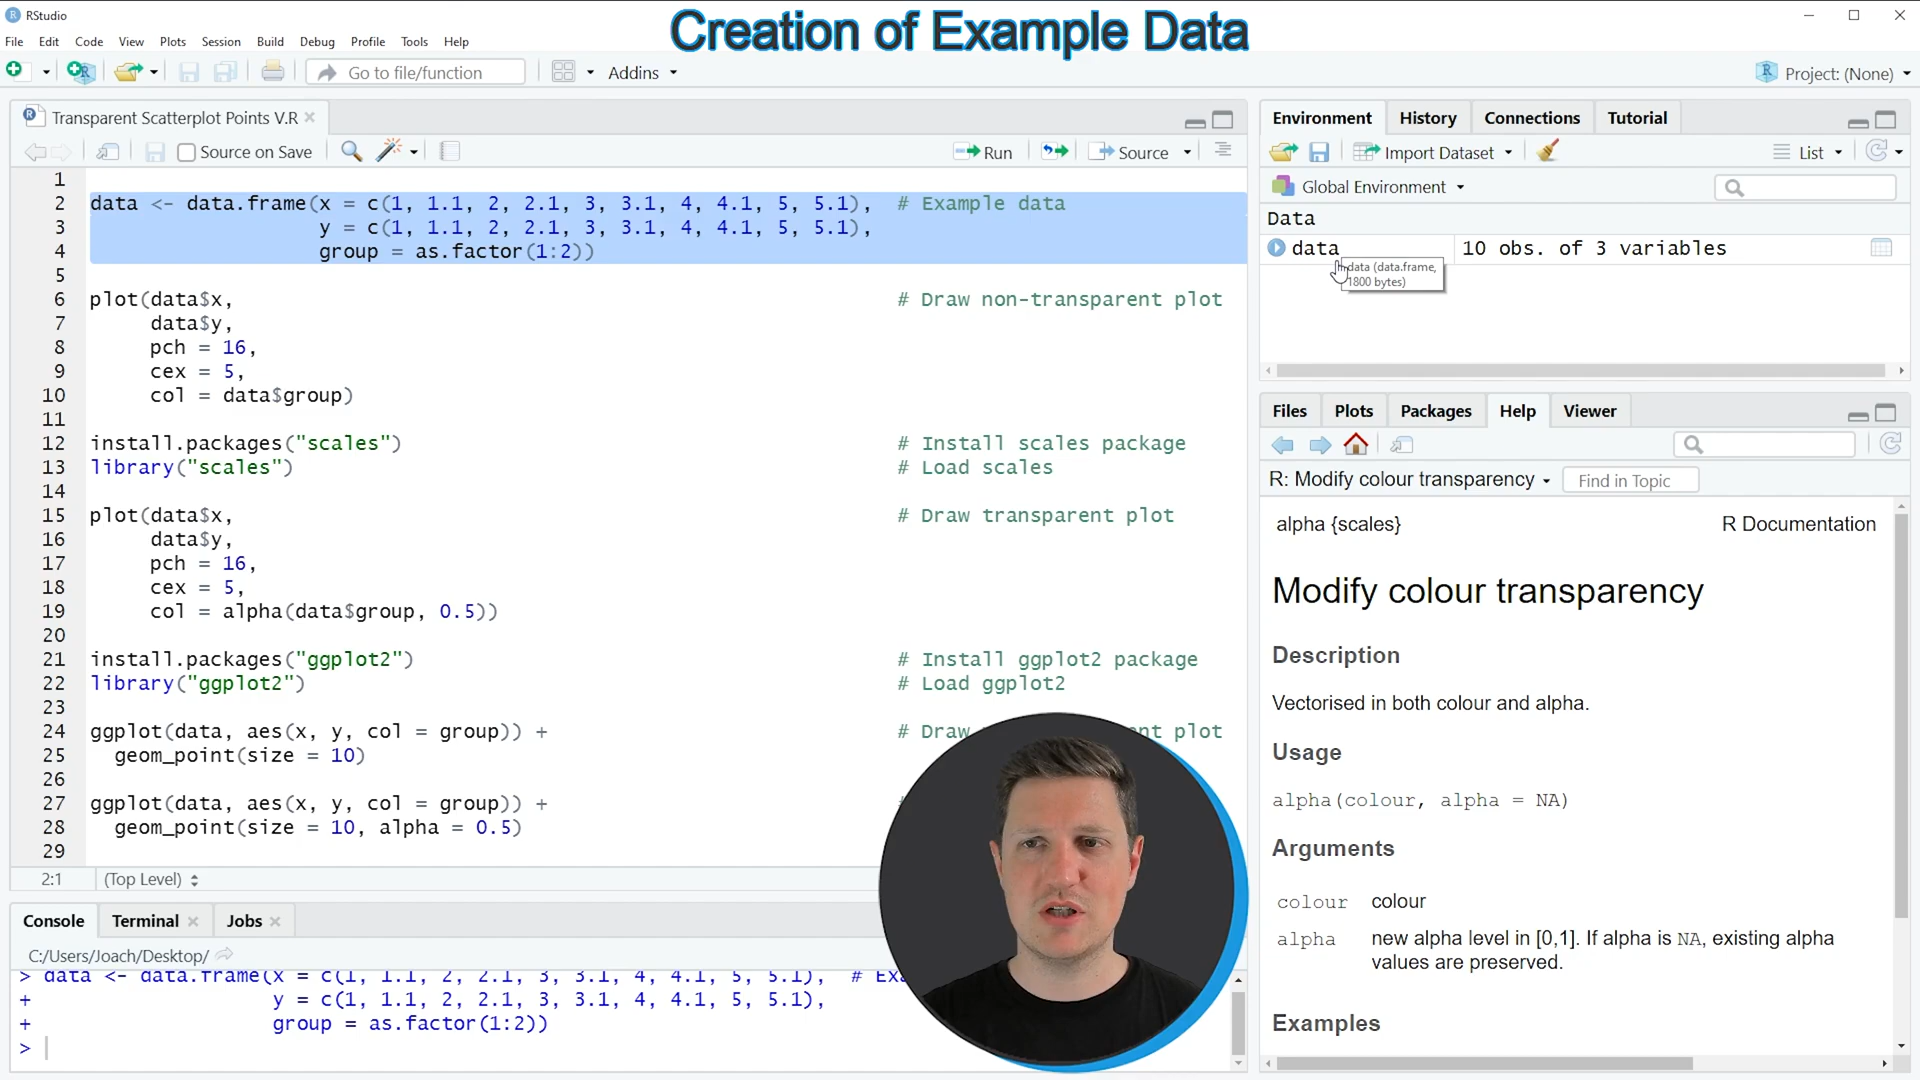 RStudio
Creation of Example Data
File Edit Code View Plots Session Build Debug Profile Tools Help
Go to file/function
Addins
Project: (None)
Transparent Scatterplot Points V.R
Source on Save
Run
Source
1
2 data <- data.frame(x = c(1, 1.1, 2, 2.1, 3, 3.1, 4, 4.1, 5, 5.1), # Example data
3 y = c(1, 1.1, 2, 2.1, 3, 3.1, 4, 4.1, 5, 5.1),
4 group = as.factor(1:2))
5
6 plot(data$x, # Draw non-transparent plot
7 data$y,
8 pch = 16,
9 cex = 5,
10 col = data$group)
11
12 install.packages("scales") # Install scales package
13 library("scales") # Load scales
14
15 plot(data$x, # Draw transparent plot
16 data$y,
17 pch = 16,
18 cex = 5,
19 col = alpha(data$group, 0.5))
20
21 install.packages("ggplot2") # Install ggplot2 package
22 library("ggplot2") # Load ggplot2
23
24 ggplot(data, aes(x, y, col = group)) + # Draw plot
25 geom_point(size = 10)
26
27 ggplot(data, aes(x, y, col = group)) +
28 geom_point(size = 10, alpha = 0.5)
29
2:1 (Top Level)
Console Terminal Jobs
C:/Users/Joach/Desktop/
> data <- data.frame(x = c(1, 1.1, 2, 2.1, 3, 3.1, 4, 4.1, 5, 5.1), #
+ y = c(1, 1.1, 2, 2.1, 3, 3.1, 4, 4.1, 5, 5.1),
+ group = as.factor(1:2))
>
Environment History Connections Tutorial
Import Dataset
List
Global Environment
Data
data 10 obs. of 3 variables
data (data.frame,
1800 bytes)
Files Plots Packages Help Viewer
R: Modify colour transparency
Find in Topic
alpha {scales} R Documentation
Modify colour transparency
Description
Vectorised in both colour and alpha.
Usage
alpha(colour, alpha = NA)
Arguments
colour colour
alpha new alpha level in [0,1]. If alpha is NA, existing alpha
values are preserved.
Examples